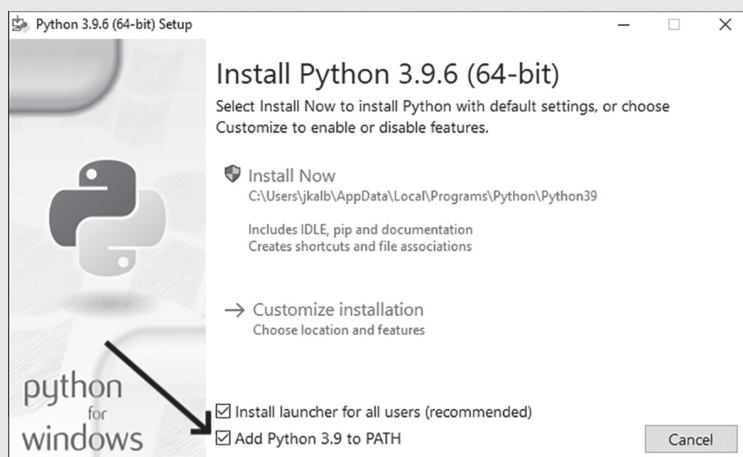 Python 3.9.6 (64-bit) Setup
Install Python 3.9.6 (64-bit)
Select Install Now to install Python with default settings, or choose
Customize to enable or disable features.
Install Now
C:\Users\jkalb\AppData\Local\Programs\Python\Python39
Includes IDLE, pip and documentation
Creates shortcuts and file associations
Customize installation
Choose location and features
python
for
windows
Install launcher for all users (recommended)
Add Python 3.9 to PATH
Cancel